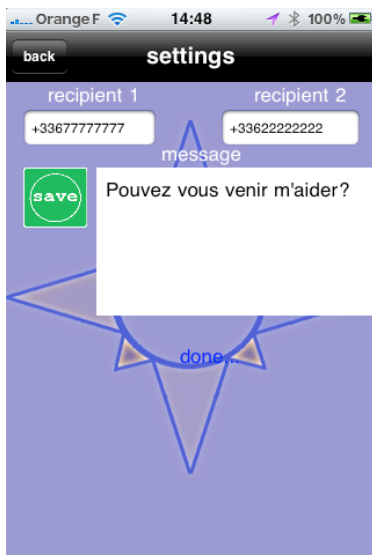 Orange F 14:48 100%
back settings
recipient 1 recipient 2
+33677777777 +33622222222
message
save Pouvez vous venir m'aider?
done...